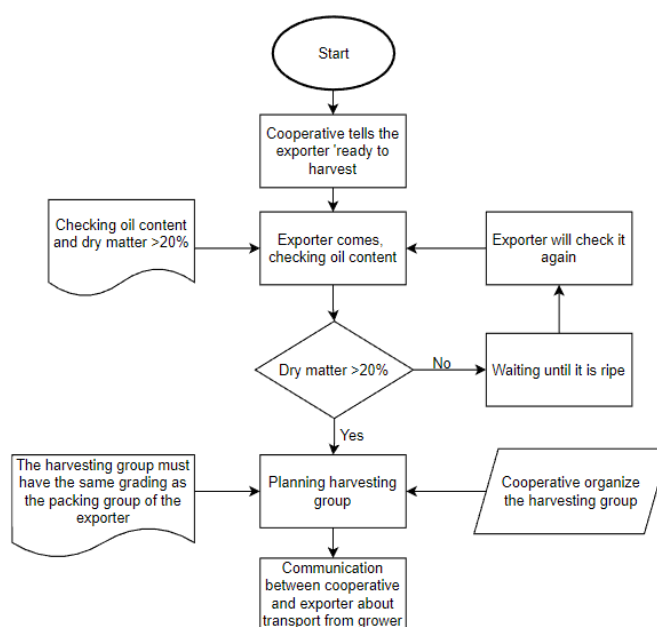 Start
Cooperative tells the
exporter 'ready to
harvest
Checking oil content
and dry matter >20%
Exporter comes,
checking oil content
Exporter will check it
again
Dry matter >20%
No
Waiting until it is ripe
Yes
The harvesting group must
have the same grading as
the packing group of the
exporter
Planning harvesting
group
Cooperative organize
the harvesting group
Communication
between cooperative
and exporter about
transport from grower